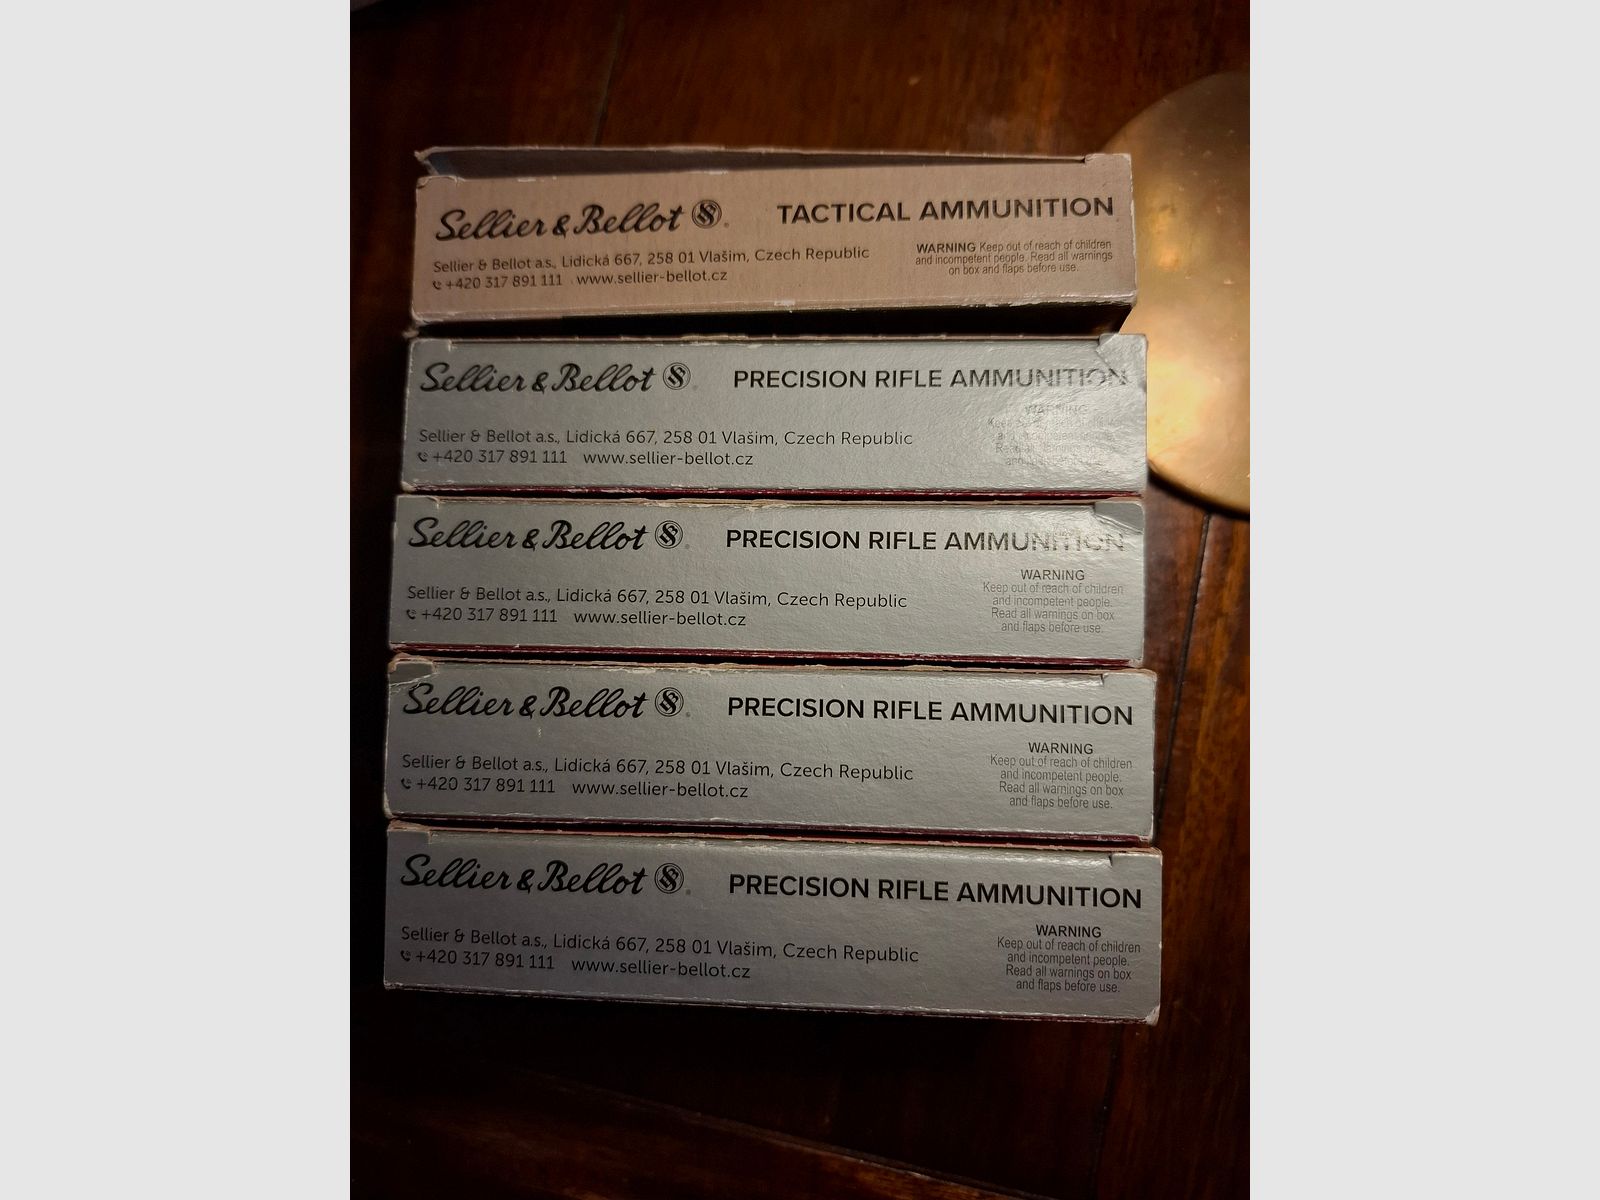 Sellier & Bellot S TACTICAL AMMUNITION
Sellier & Bellot a.s., Lidická 667, 258 01 Vlašim, Czech Republic
+420 317 891 111 www.sellier-bellot.cz
WARNING Keep out of reach of children
and incompetent people. Read all warnings
on box and flaps before use.
Sellier & Bellot PRECISION RIFLE AMMUNITION
Sellier & Bellot a.s., Lidická 667, 258 01 Vlašim, Czech Republic
+420 317 891 111 www.sellier-bellot.cz
WARNING
Sellier & Bellot PRECISION RIFLE AMMUNITION
Sellier & Bellot a.s., Lidická 667, 258 01 Vlašim, Czech Republic
+420 317 891 111 www.sellier-bellot.cz
WARNING
Keep out of reach of children
and incompetent people.
Read all warnings on box
and flaps before use.
Sellier & Bellot PRECISION RIFLE AMMUNITION
Sellier & Bellot a.s., Lidická 667, 258 01 Vlašim, Czech Republic
+420 317 891 111 www.sellier-bellot.cz
WARNING
Keep out of reach of children
and incompetent people.
Read all warnings on box
and flaps before use.
Sellier & Bellot PRECISION RIFLE AMMUNITION
Sellier & Bellot a.s., Lidická 667, 258 01 Vlašim, Czech Republic
+420 317 891 111 www.sellier-bellot.cz
WARNING
Keep out of reach of children
and incompetent people.
Read all warnings on box
and flaps before use.